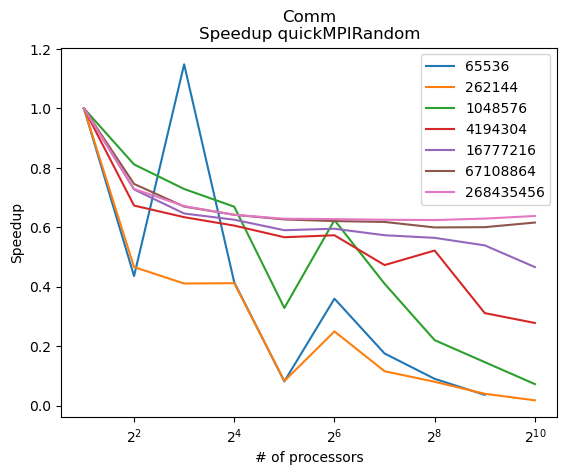 Comm
Speedup quickMPIRandom
1.2
1.0
0.8
0.6
0.4
0.2
0.0
Speedup
65536
262144
1048576
4194304
16777216
67108864
268435456
2² 2⁴ 2⁶ 2⁸ 2¹⁰
# of processors